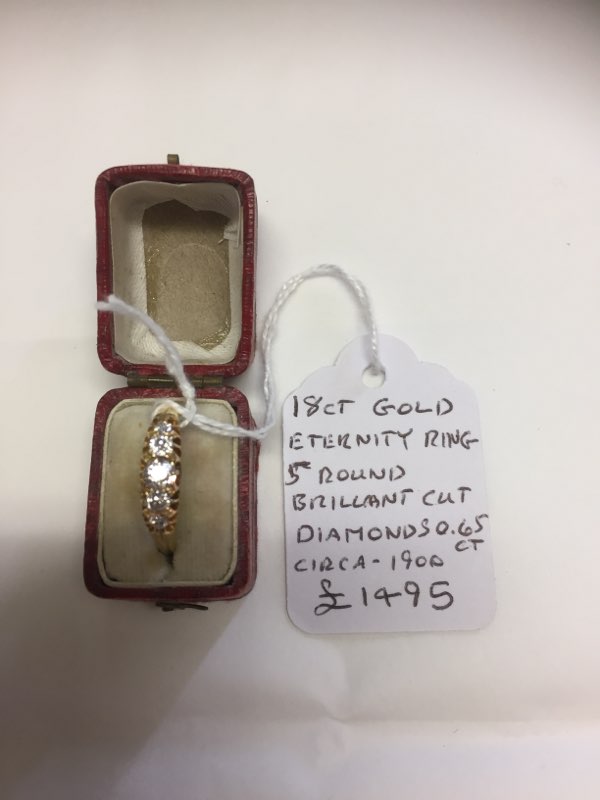 18CT GOLD
ETERNITY RING
5 ROUND
BRILLANT CUT
DIAMONDS 0.65
CT
CIRCA - 1900
£1495